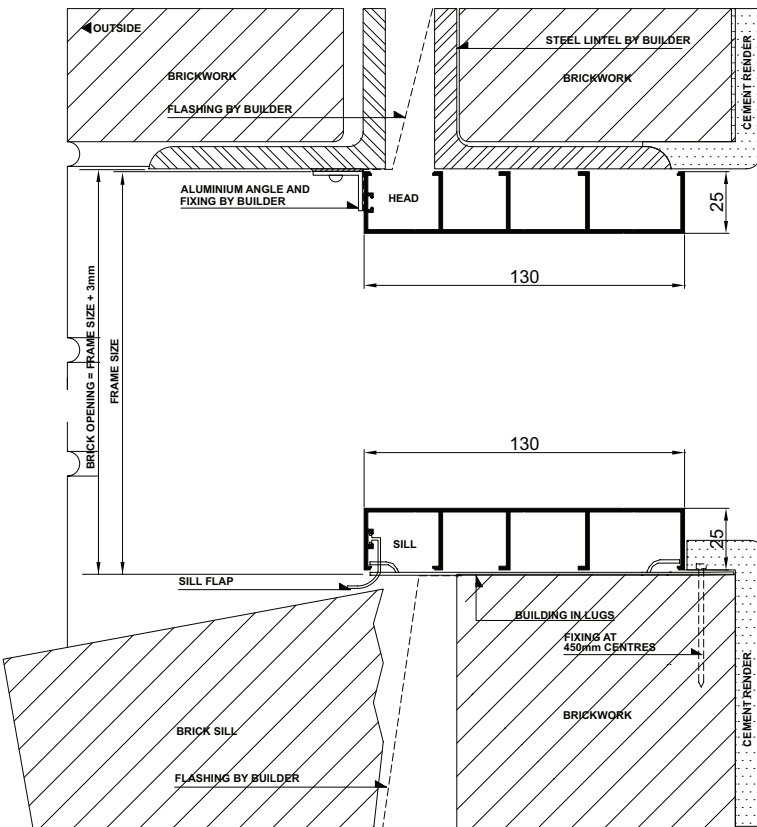 OUTSIDE
STEEL LINTEL BY BUILDER
BRICKWORK
BRICKWORK
CEMENT RENDER
FLASHING BY BUILDER
ALUMINIUM ANGLE AND
FIXING BY BUILDER
HEAD
25
130
BRICK OPENING = FRAME SIZE + 3mm
FRAME SIZE
130
25
SILL
SILL FLAP
BUILDING IN LUGS
FIXING AT
450mm CENTRES
CEMENT RENDER
BRICKWORK
BRICK SILL
FLASHING BY BUILDER